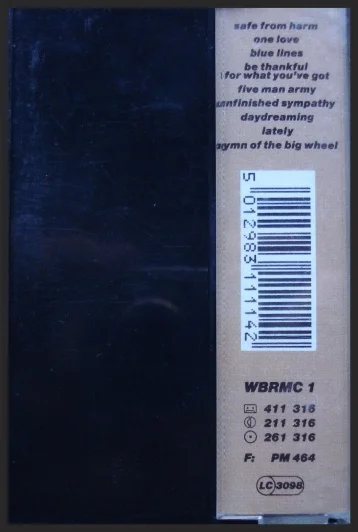 safe from harm
one love
blue lines
be thankful
for what you've got
five man army
unfinished sympathy
daydreaming
lately
hymn of the big wheel
5 012983 111142
WBRMC 1
411 316
211 316
261 316
F: PM 464
LC 3098